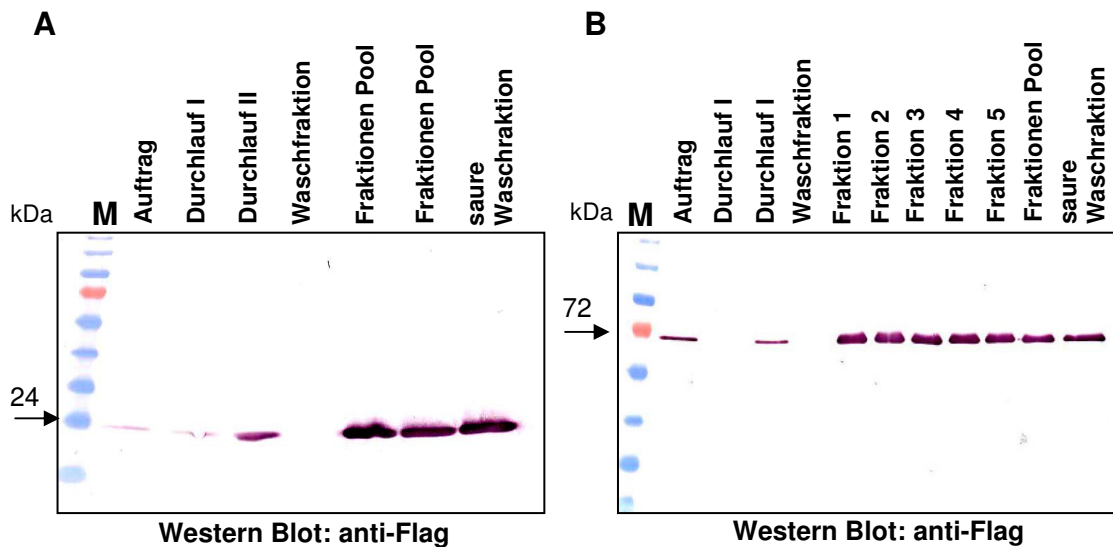 A
kDa
M
Auftrag
Durchlauf I
Durchlauf II
Waschfraktion
Fraktionen Pool
Fraktionen Pool
saure
Waschraktion
24
Western Blot: anti-Flag
B
kDa
M
Auftrag
Durchlauf I
Durchlauf I
Waschfraktion
Fraktion 1
Fraktion 2
Fraktion 3
Fraktion 4
Fraktion 5
Fraktionen Pool
saure
Waschraktion
72
Western Blot: anti-Flag